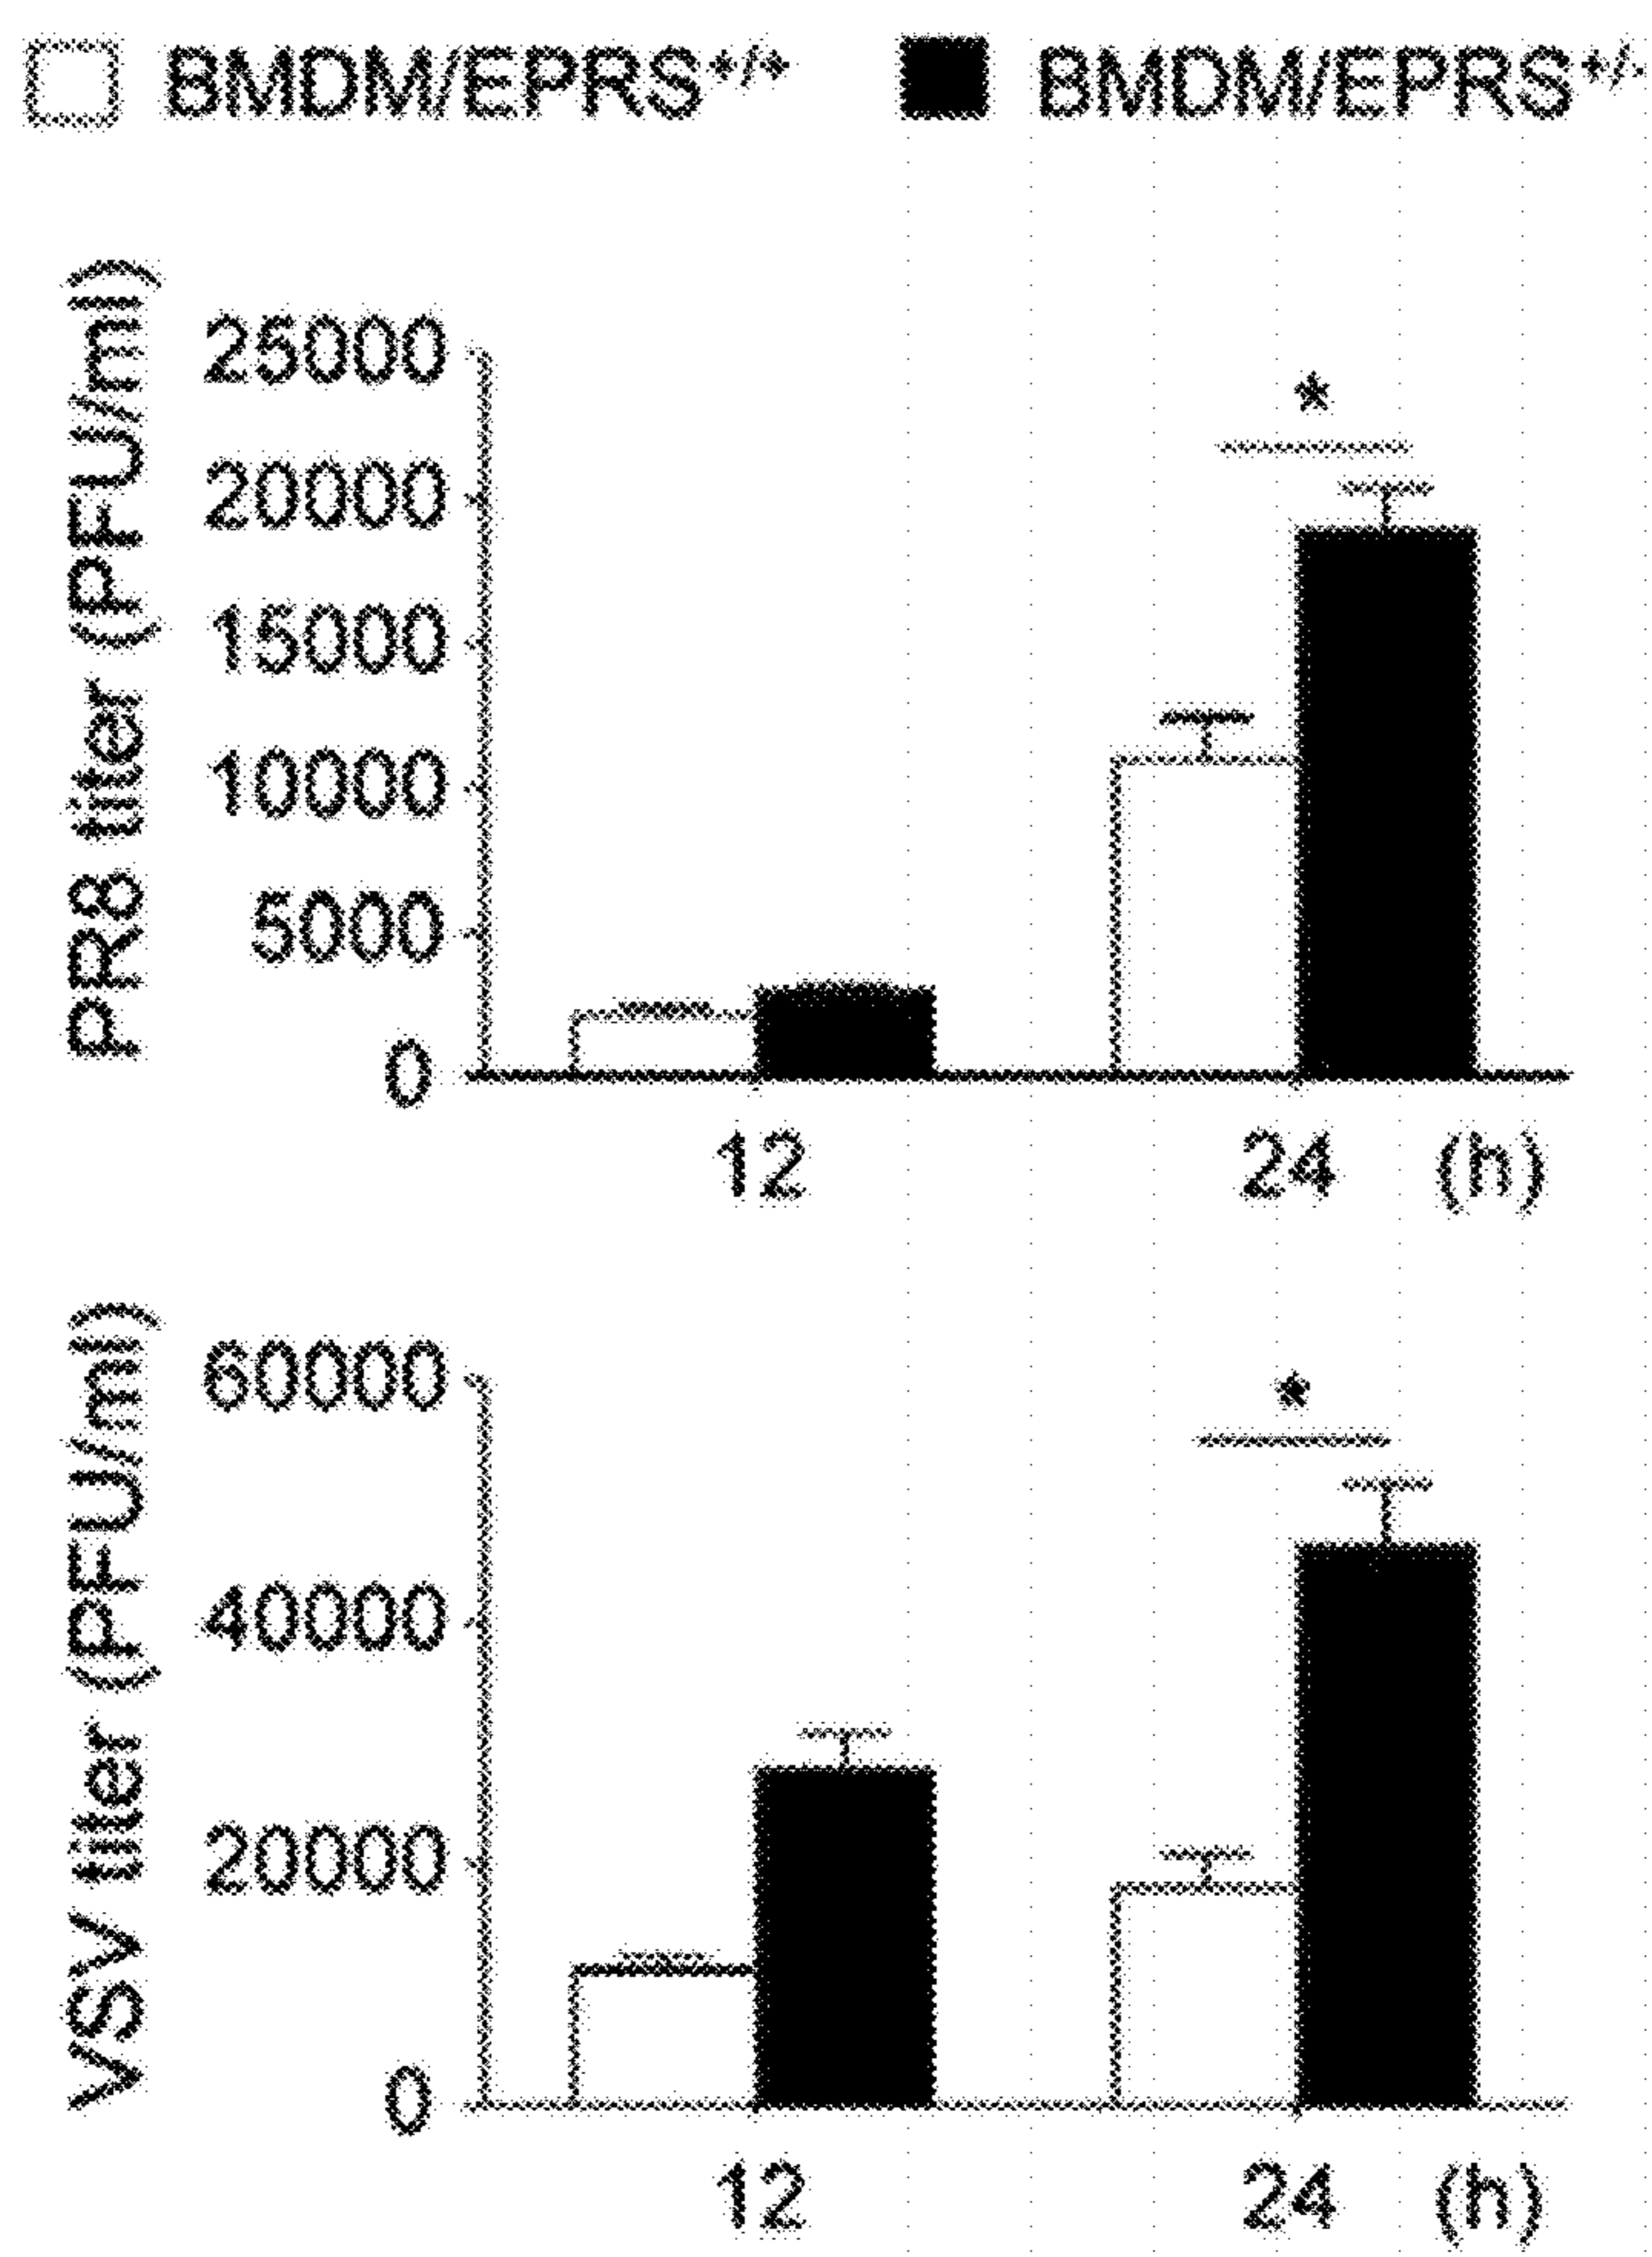 BMDM/EPRS+/+ BMDM/EPRS+/-
PR8 titer (PFU/ml)
25000
*
20000
15000
10000
5000
0
12 24 (h)
VSV titer (PFU/ml)
60000
*
40000
20000
0
12 24 (h)